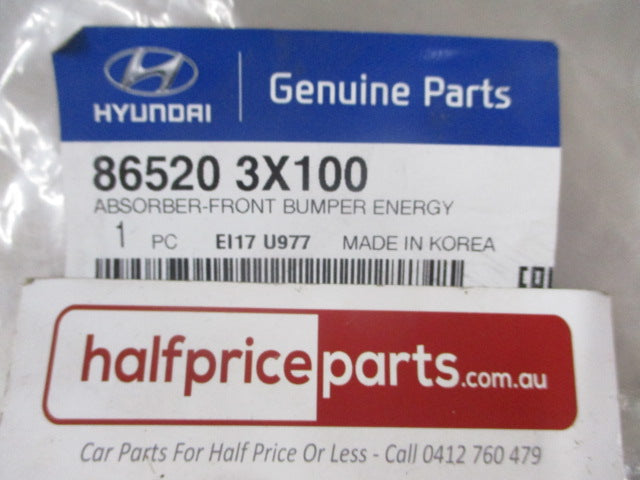 HYUNDAI
Genuine Parts
86520 3X100
ABSORBER-FRONT BUMPER ENERGY
1 PC EI17 U977 MADE IN KOREA
halfpriceparts.com.au
Car Parts For Half Price Or Less - Call 0412 760 479